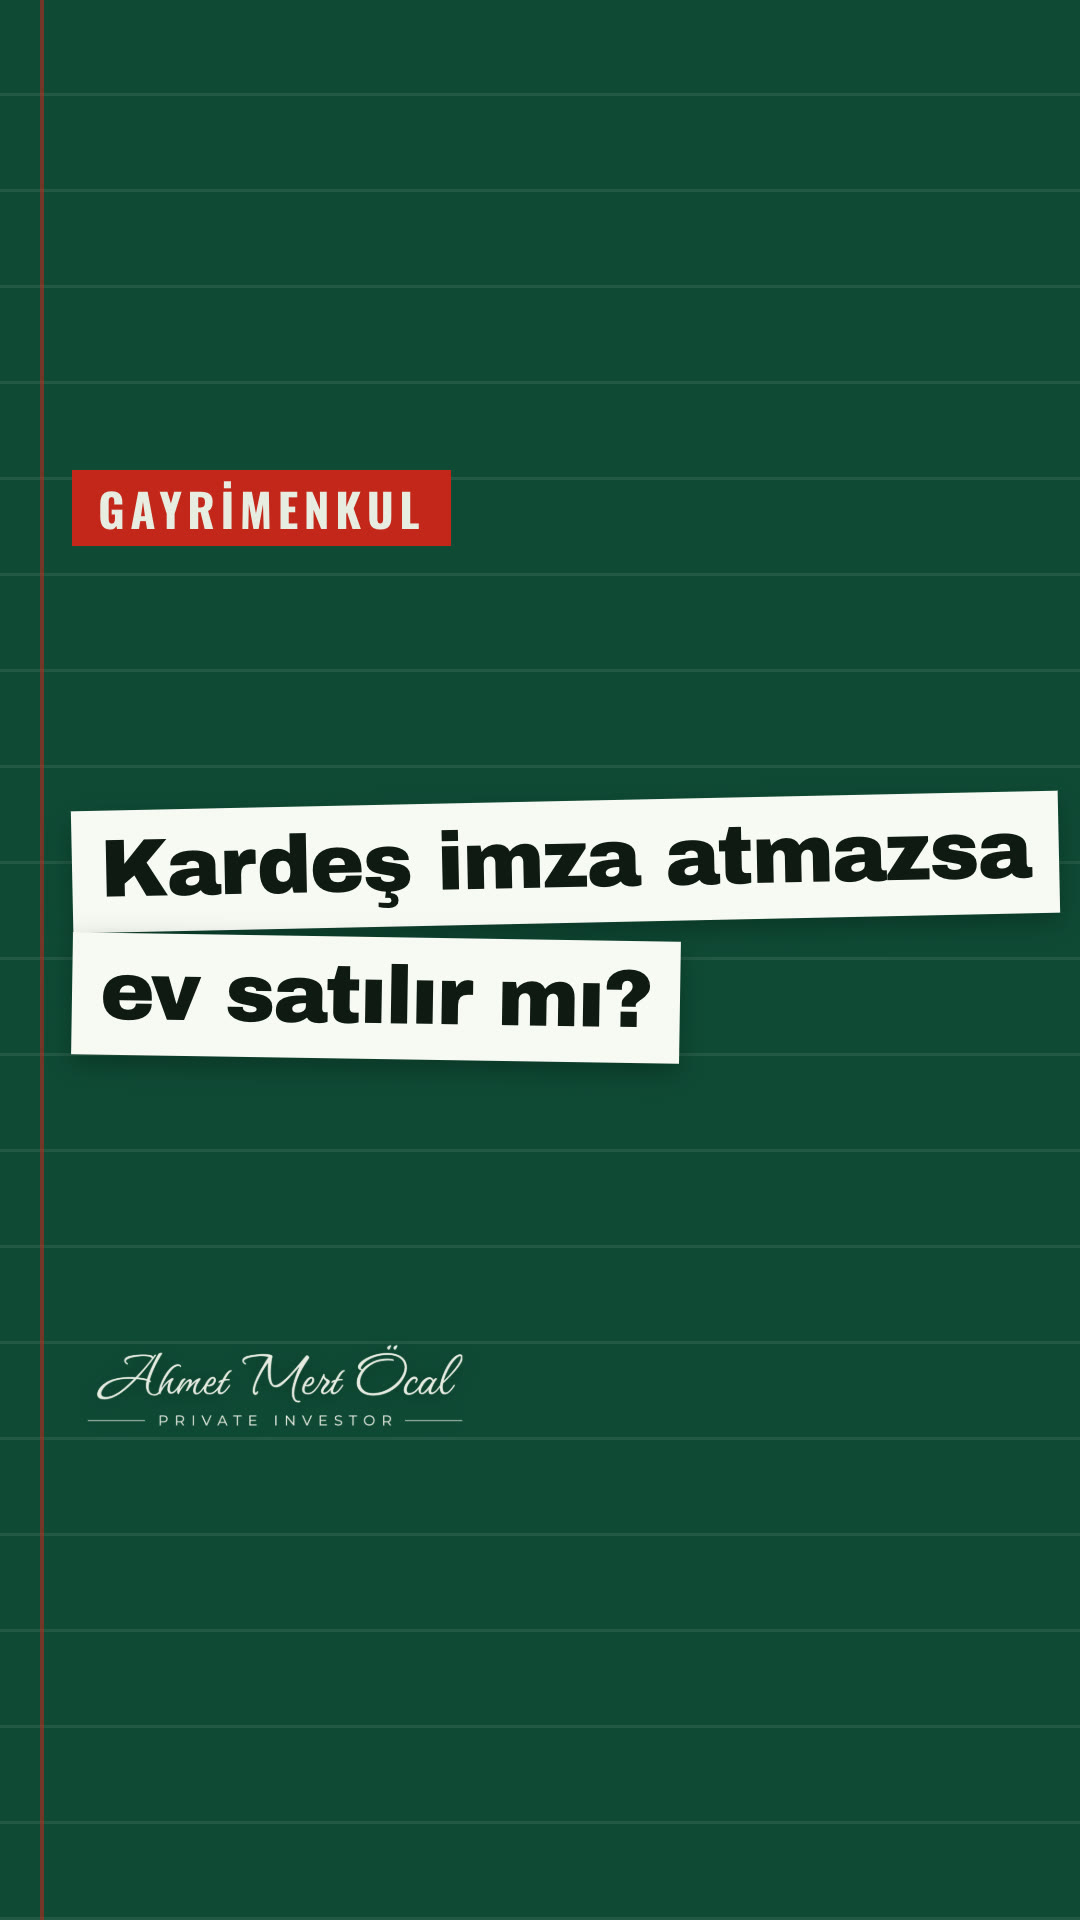 GAYRİMENKUL
Kardeş imza atmazsa
ev satılır mı?
Ahmet Mert Öcal
PRIVATE INVESTOR